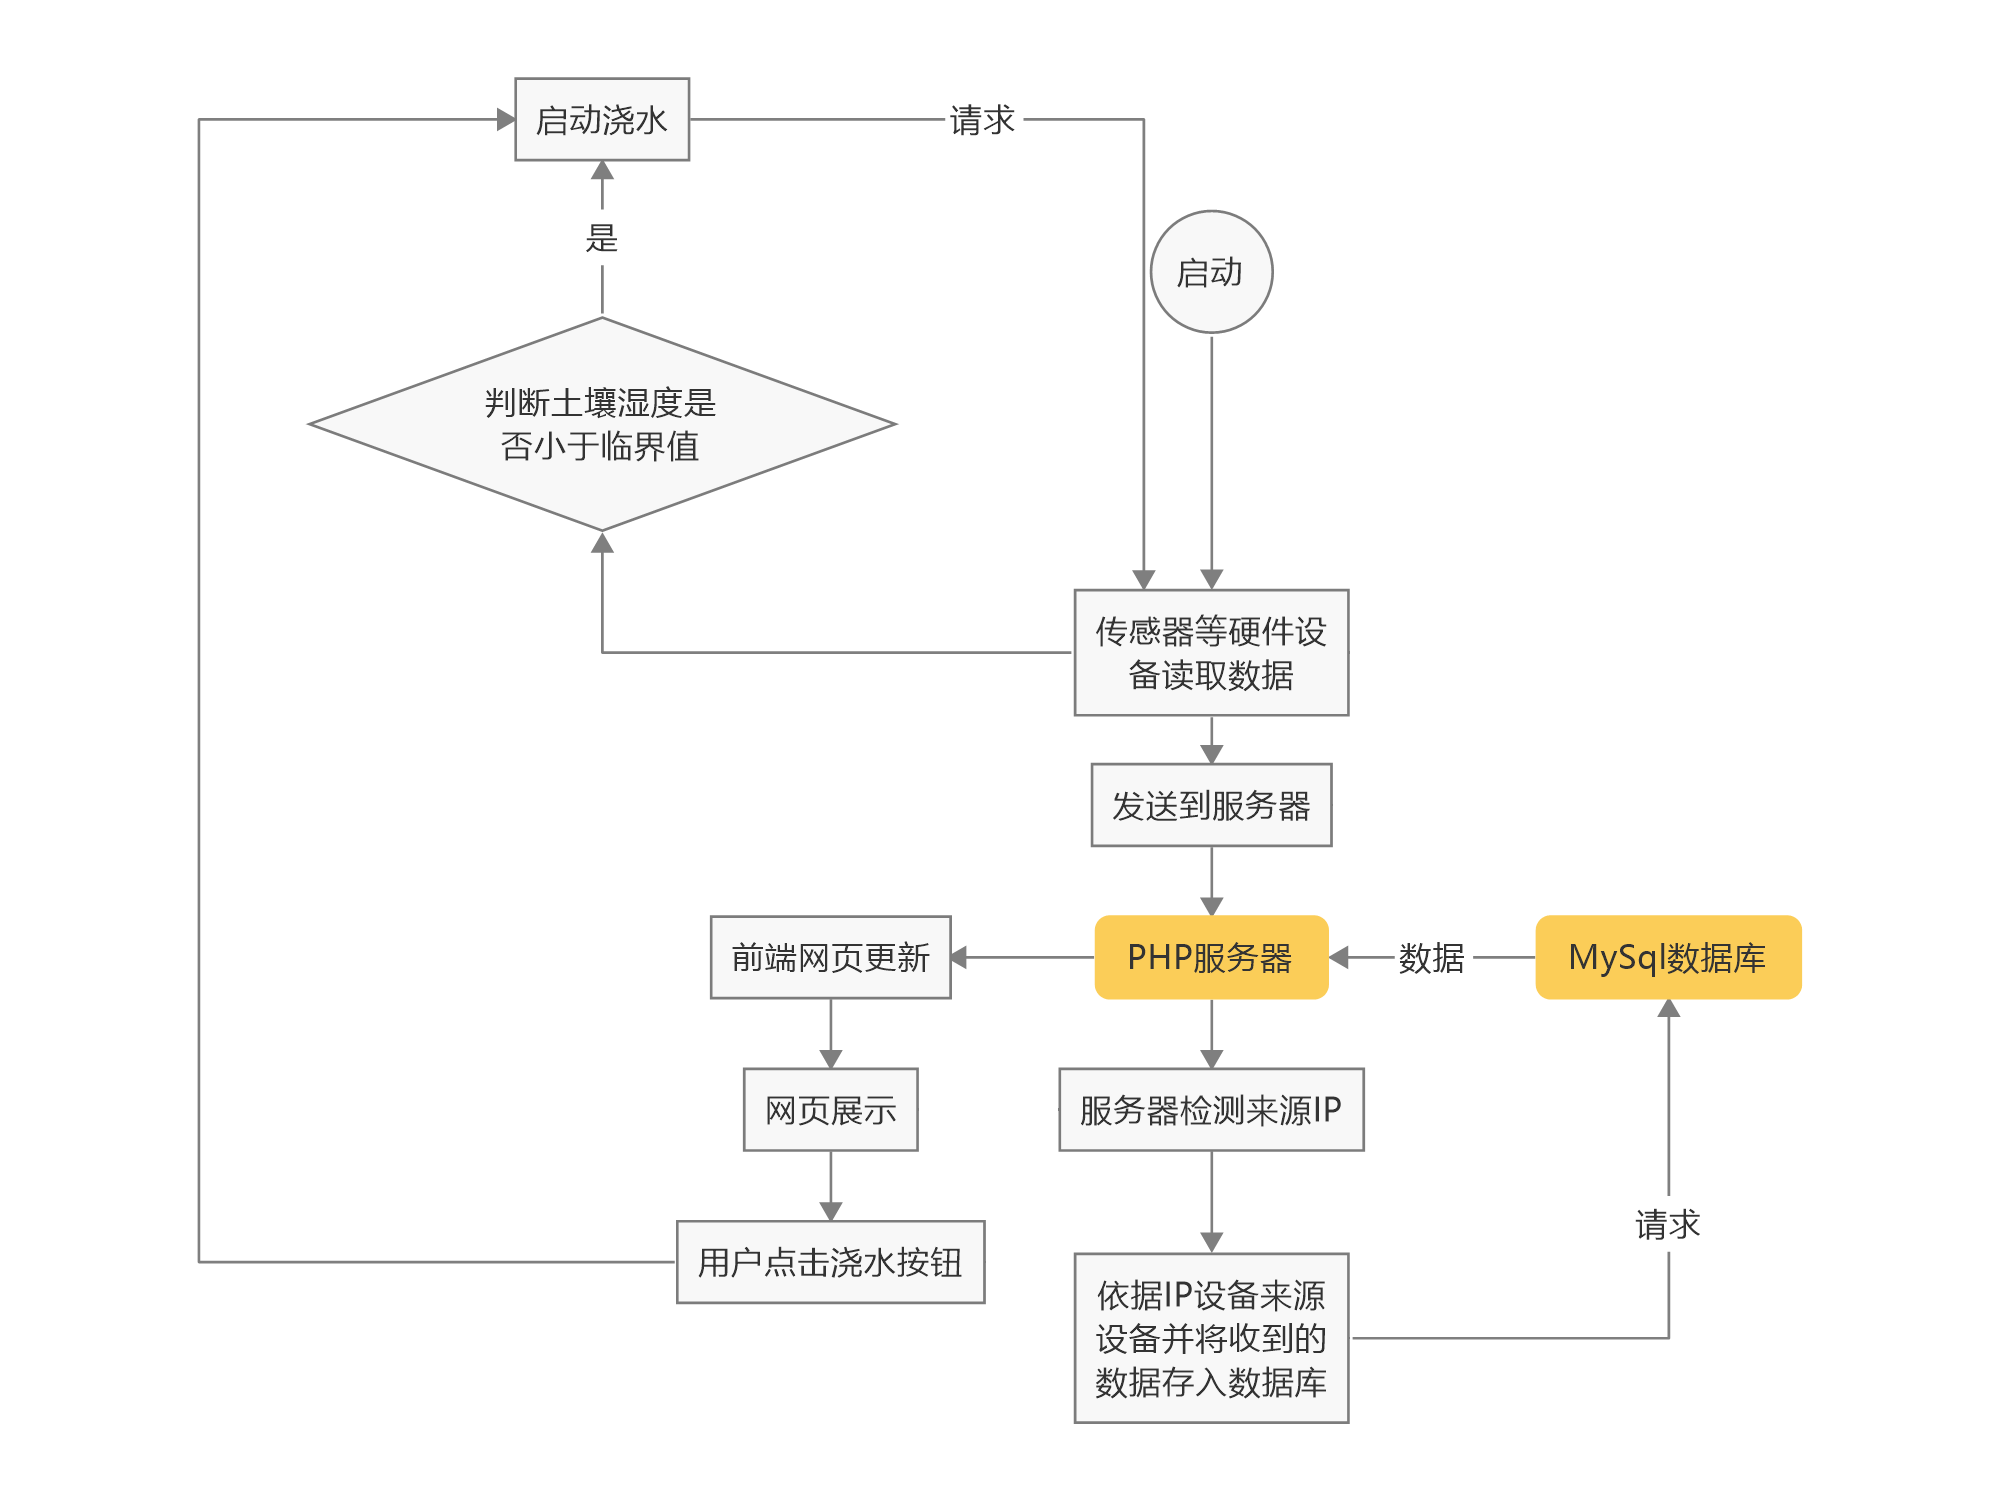 启动浇水
请求
是
启动
判断土壤湿度是
否小于临界值
传感器等硬件设
备读取数据
发送到服务器
前端网页更新
PHP服务器
数据
MySql数据库
网页展示
服务器检测来源IP
请求
用户点击浇水按钮
依据IP设备来源
设备并将收到的
数据存入数据库